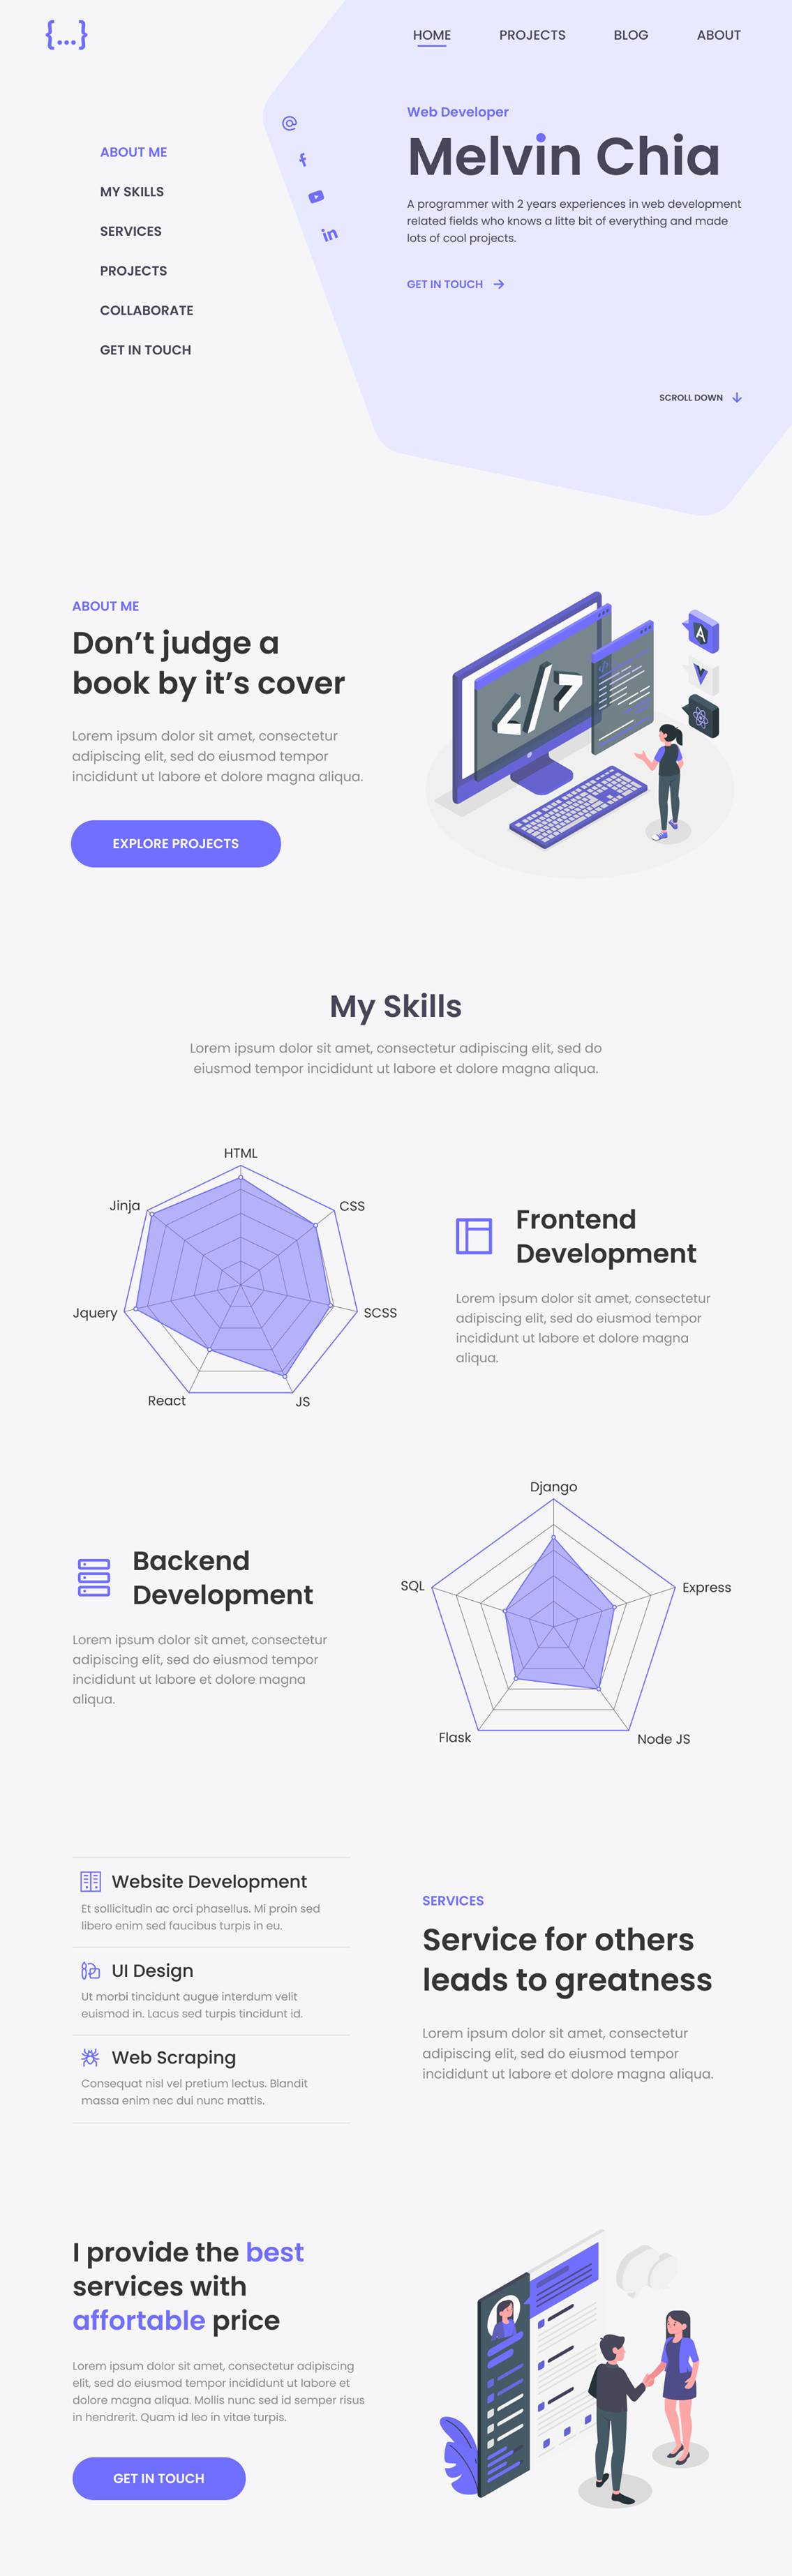 {...}
HOME PROJECTS BLOG ABOUT
ABOUT ME
MY SKILLS
SERVICES
PROJECTS
COLLABORATE
GET IN TOUCH
@
f
in
Web Developer
Melvin Chia
A programmer with 2 years experiences in web development
related fields who knows a litte bit of everything and made
lots of cool projects.
GET IN TOUCH
SCROLL DOWN
ABOUT ME
Don’t judge a
book by it’s cover
Lorem ipsum dolor sit amet, consectetur
adipiscing elit, sed do eiusmod tempor
incididunt ut labore et dolore magna aliqua.
EXPLORE PROJECTS
</>
</>
A
V
My Skills
Lorem ipsum dolor sit amet, consectetur adipiscing elit, sed do
eiusmod tempor incididunt ut labore et dolore magna aliqua.
HTML
CSS
SCSS
JS
React
Jquery
Jinja
Frontend
Development
Lorem ipsum dolor sit amet, consectetur
adipiscing elit, sed do eiusmod tempor
incididunt ut labore et dolore magna
aliqua.
Backend
Development
Lorem ipsum dolor sit amet, consectetur
adipiscing elit, sed do eiusmod tempor
incididunt ut labore et dolore magna
aliqua.
Django
Express
Node JS
Flask
SQL
Website Development
Et sollicitudin ac orci phasellus. Mi proin sed
libero enim sed faucibus turpis in eu.
UI Design
Ut morbi tincidunt augue interdum velit
euismod in. Lacus sed turpis tincidunt id.
Web Scraping
Consequat nisl vel pretium lectus. Blandit
massa enim nec dui nunc mattis.
SERVICES
Service for others
leads to greatness
Lorem ipsum dolor sit amet, consectetur
adipiscing elit, sed do eiusmod tempor
incididunt ut labore et dolore magna aliqua.
I provide the best
services with
affortable price
Lorem ipsum dolor sit amet, consectetur adipiscing
elit, sed do eiusmod tempor incididunt ut labore et
dolore magna aliqua. Mollis nunc sed id semper risus
in hendrerit. Quam id leo in vitae turpis.
GET IN TOUCH